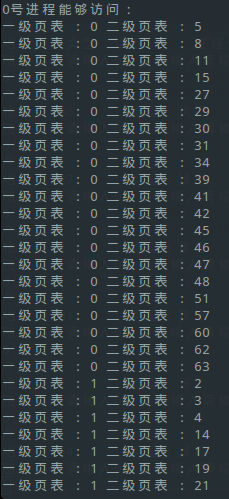 0号进程能够访问 :
一级页表 : 0 二级页表 : 5
一级页表 : 0 二级页表 : 8
一级页表 : 0 二级页表 : 11
一级页表 : 0 二级页表 : 15
一级页表 : 0 二级页表 : 27
一级页表 : 0 二级页表 : 29
一级页表 : 0 二级页表 : 30
一级页表 : 0 二级页表 : 31
一级页表 : 0 二级页表 : 34
一级页表 : 0 二级页表 : 39
一级页表 : 0 二级页表 : 41
一级页表 : 0 二级页表 : 42
一级页表 : 0 二级页表 : 45
一级页表 : 0 二级页表 : 46
一级页表 : 0 二级页表 : 47
一级页表 : 0 二级页表 : 48
一级页表 : 0 二级页表 : 51
一级页表 : 0 二级页表 : 57
一级页表 : 0 二级页表 : 60
一级页表 : 0 二级页表 : 62
一级页表 : 0 二级页表 : 63
一级页表 : 1 二级页表 : 2
一级页表 : 1 二级页表 : 3
一级页表 : 1 二级页表 : 4
一级页表 : 1 二级页表 : 14
一级页表 : 1 二级页表 : 17
一级页表 : 1 二级页表 : 19
一级页表 : 1 二级页表 : 21